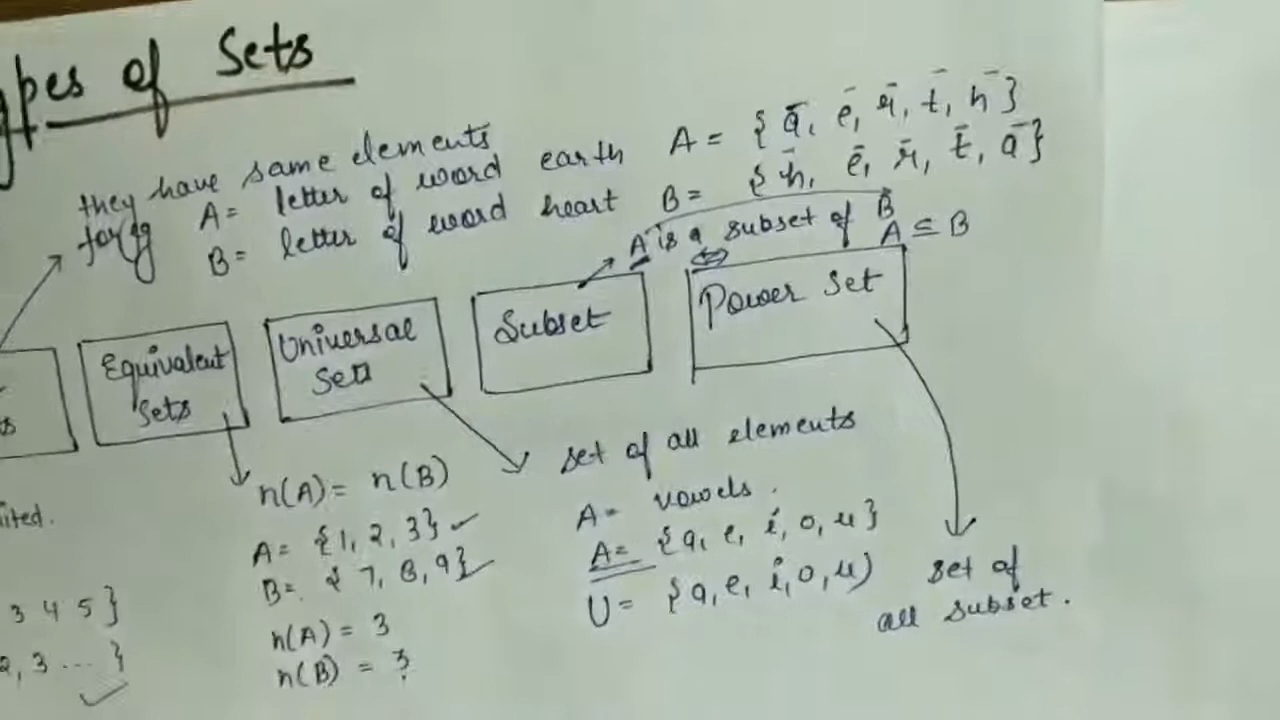 ypes of Sets
they have same elements
for eg A = letter of word earth A = { a, e, r, t, h }
B = letter of word heart B = { h, e, r, t, a }
A is a subset of B
A ⊆ B
Equivalent Sets
Universal Sets
Subset
Power Set
n(A) = n(B)
A = {1, 2, 3} ✓
B = { 7, 8, 9} ✓
n(A) = 3
n(B) = 3
set of all elements
A = vowels.
A = {a, e, i, o, u}
U = {a, e, i, o, u)
set of
all subset.
ited.
3 4 5 }
2, 3 ... }